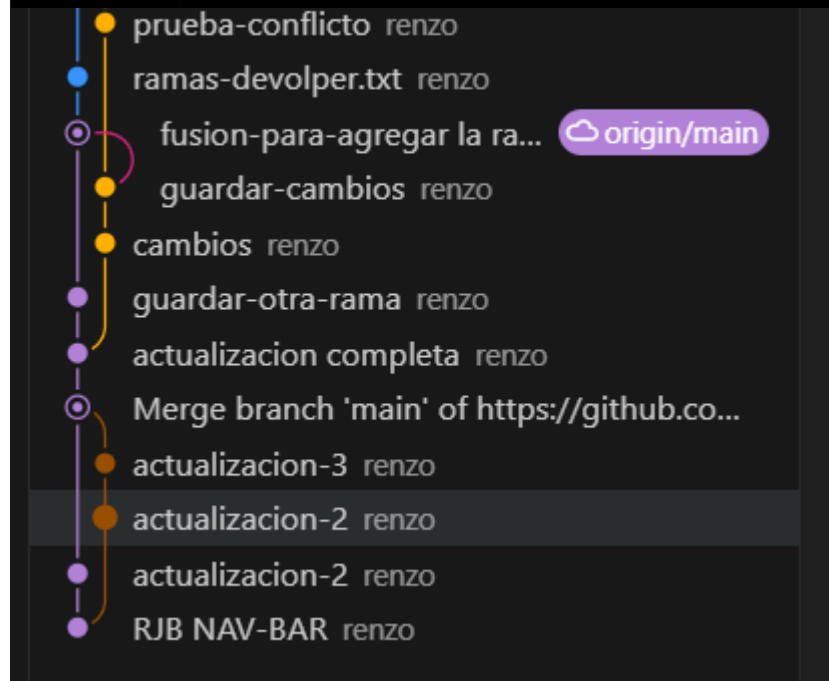 prueba-conflicto renzo
ramas-devolper.txt renzo
fusion-para-agregar la ra... origin/main
guardar-cambios renzo
cambios renzo
guardar-otra-rama renzo
actualizacion completa renzo
Merge branch 'main' of https://github.co...
actualizacion-3 renzo
actualizacion-2 renzo
actualizacion-2 renzo
RJB NAV-BAR renzo